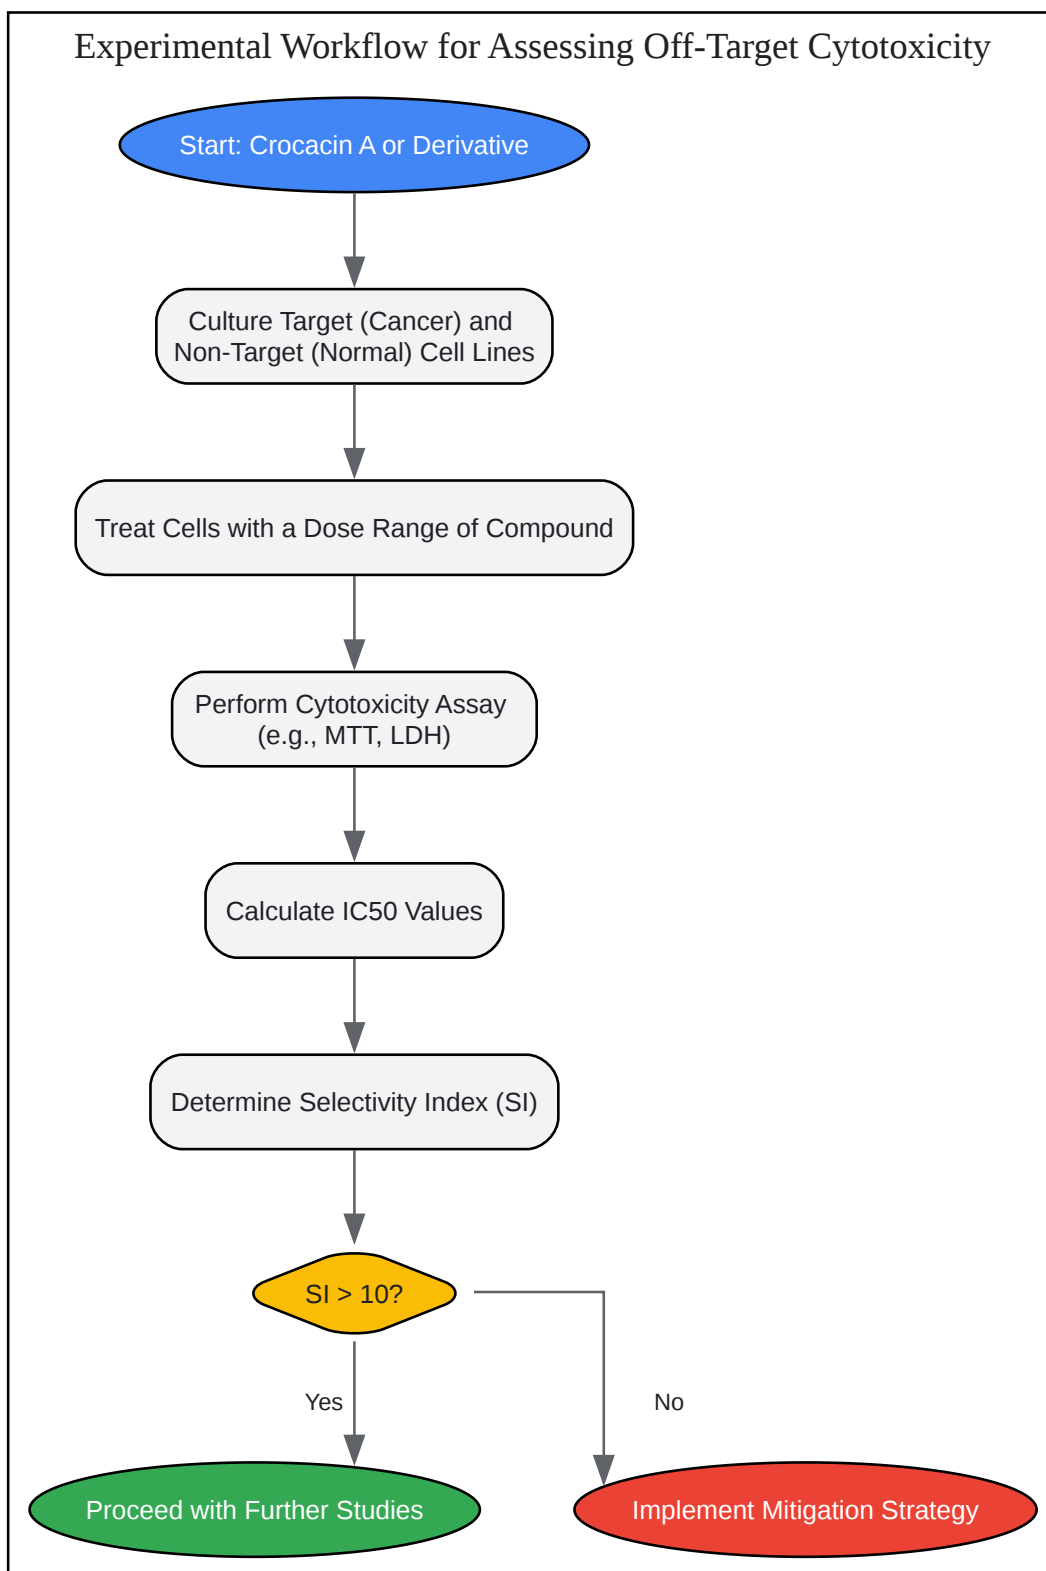 Experimental Workflow for Assessing Off-Target Cytotoxicity
Start: Crocacin A or Derivative
Culture Target (Cancer) and
Non-Target (Normal) Cell Lines
Treat Cells with a Dose Range of Compound
Perform Cytotoxicity Assay
(e.g., MTT, LDH)
Calculate IC50 Values
Determine Selectivity Index (SI)
SI > 10?
Yes
No
Proceed with Further Studies
Implement Mitigation Strategy